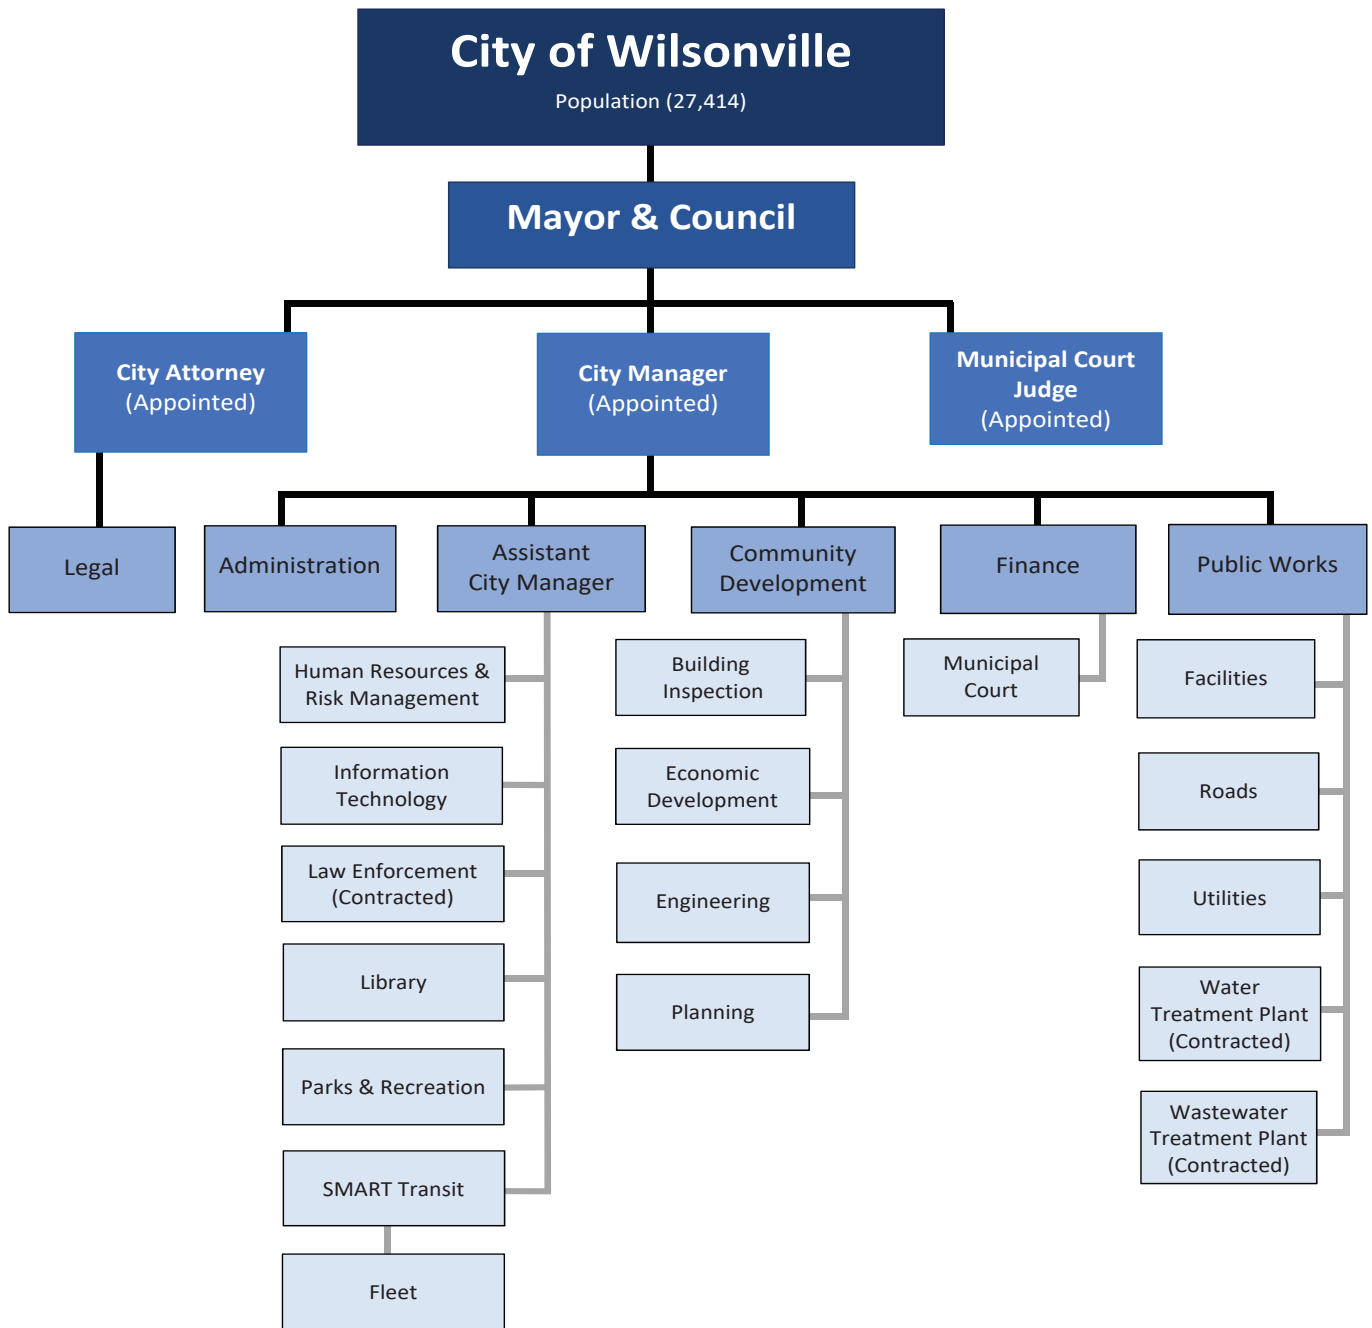 City of Wilsonville
Population (27,414)
Mayor & Council
City Attorney
(Appointed)
City Manager
(Appointed)
Municipal Court
Judge
(Appointed)
Legal
Administration
Assistant
City Manager
Community
Development
Finance
Public Works
Human Resources &
Risk Management
Information
Technology
Law Enforcement
(Contracted)
Library
Parks & Recreation
SMART Transit
Fleet
Building
Inspection
Economic
Development
Engineering
Planning
Municipal
Court
Facilities
Roads
Utilities
Water
Treatment Plant
(Contracted)
Wastewater
Treatment Plant
(Contracted)